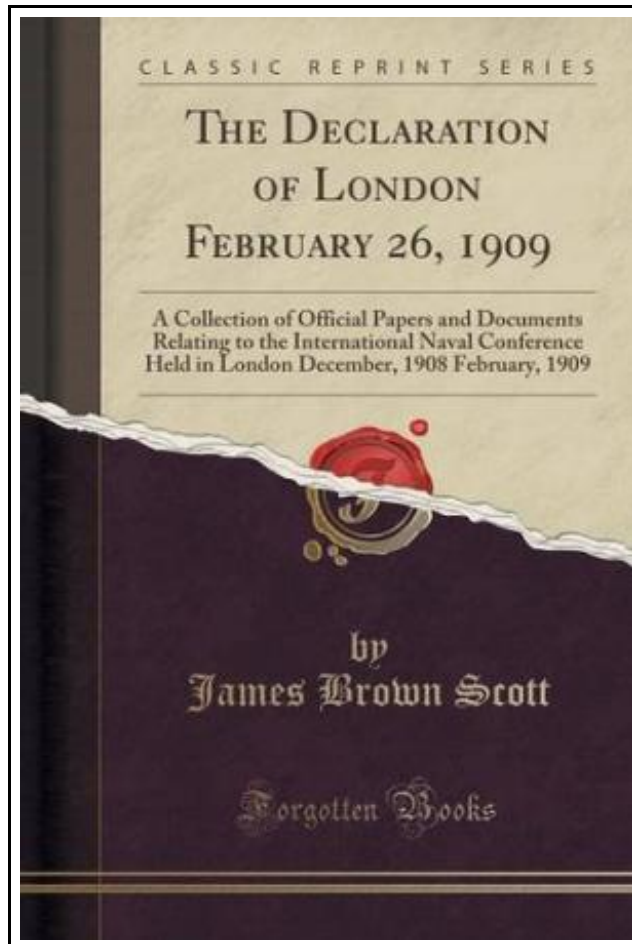 CLASSIC REPRINT SERIES
THE DECLARATION
OF LONDON
FEBRUARY 26, 1909
A Collection of Official Papers and Documents
Relating to the International Naval Conference
Held in London December, 1908 February, 1909
by
James Brown Scott
Forgotten Books